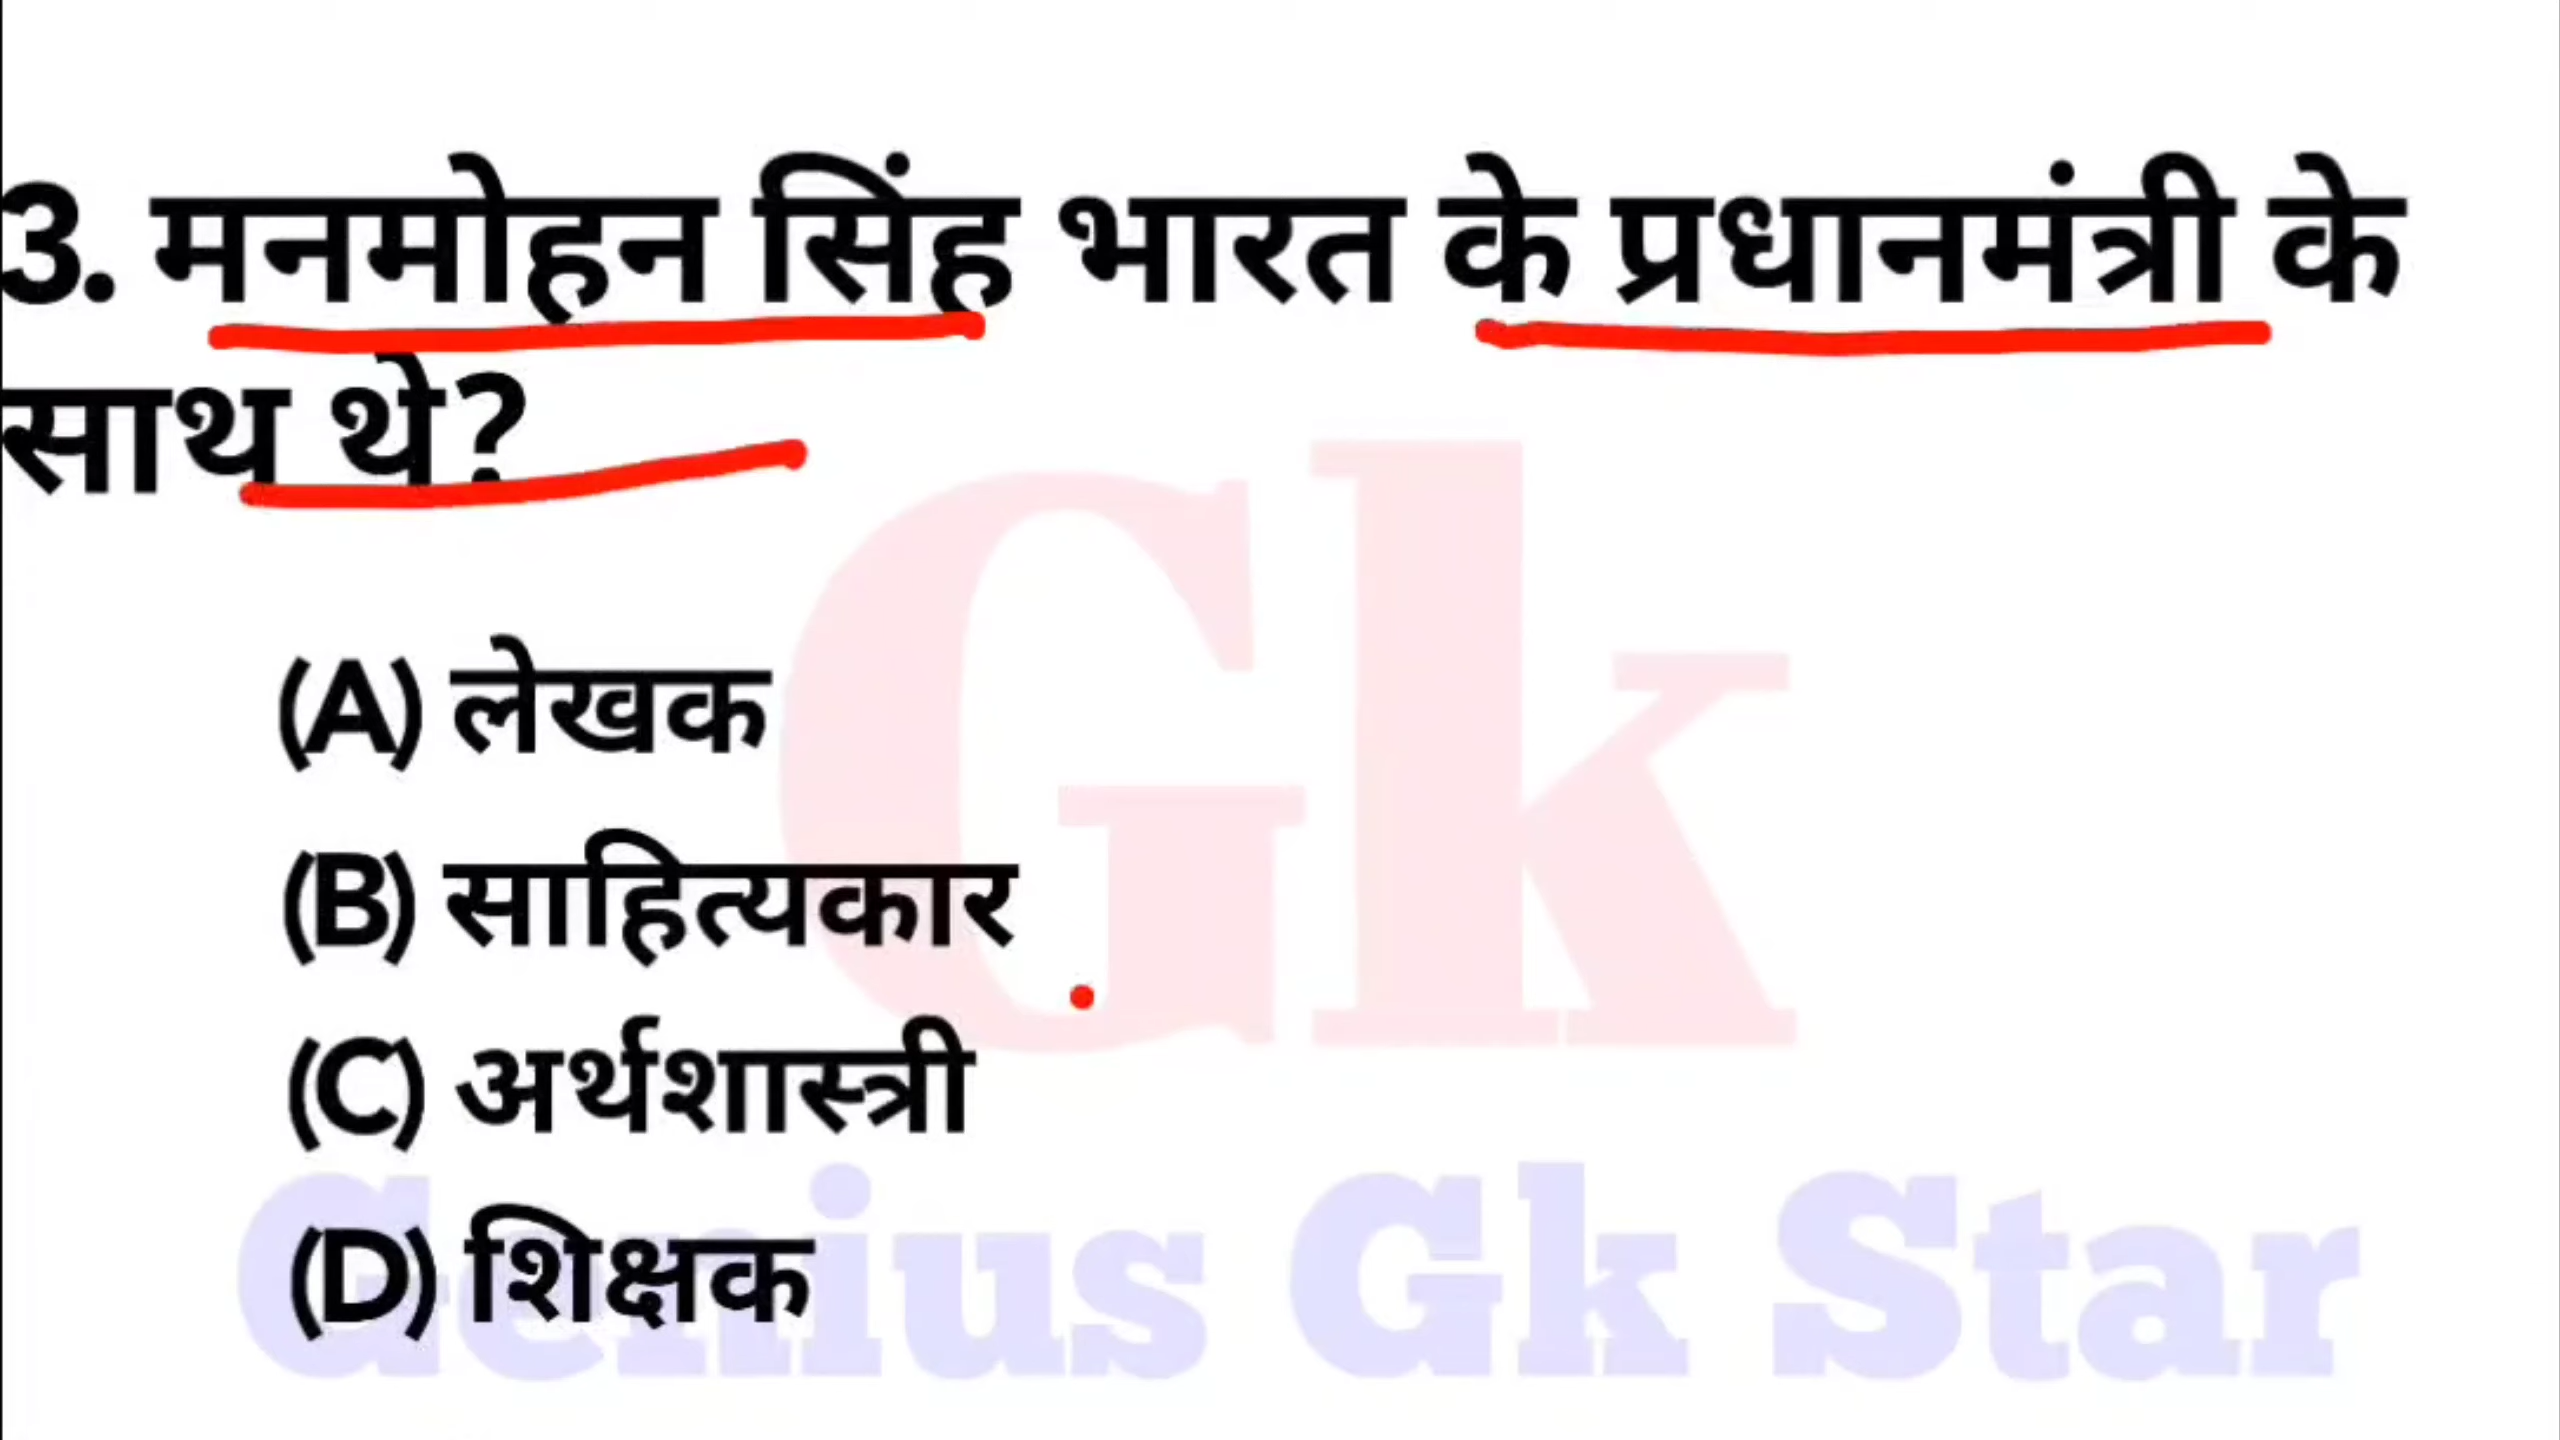 3. मनमोहन सिंह भारत के प्रधानमंत्री के
साथ थे?
Gk
(A) लेखक
(B) साहित्यकार
(C) अर्थशास्त्री
(D) शिक्षक
Genius Gk Star